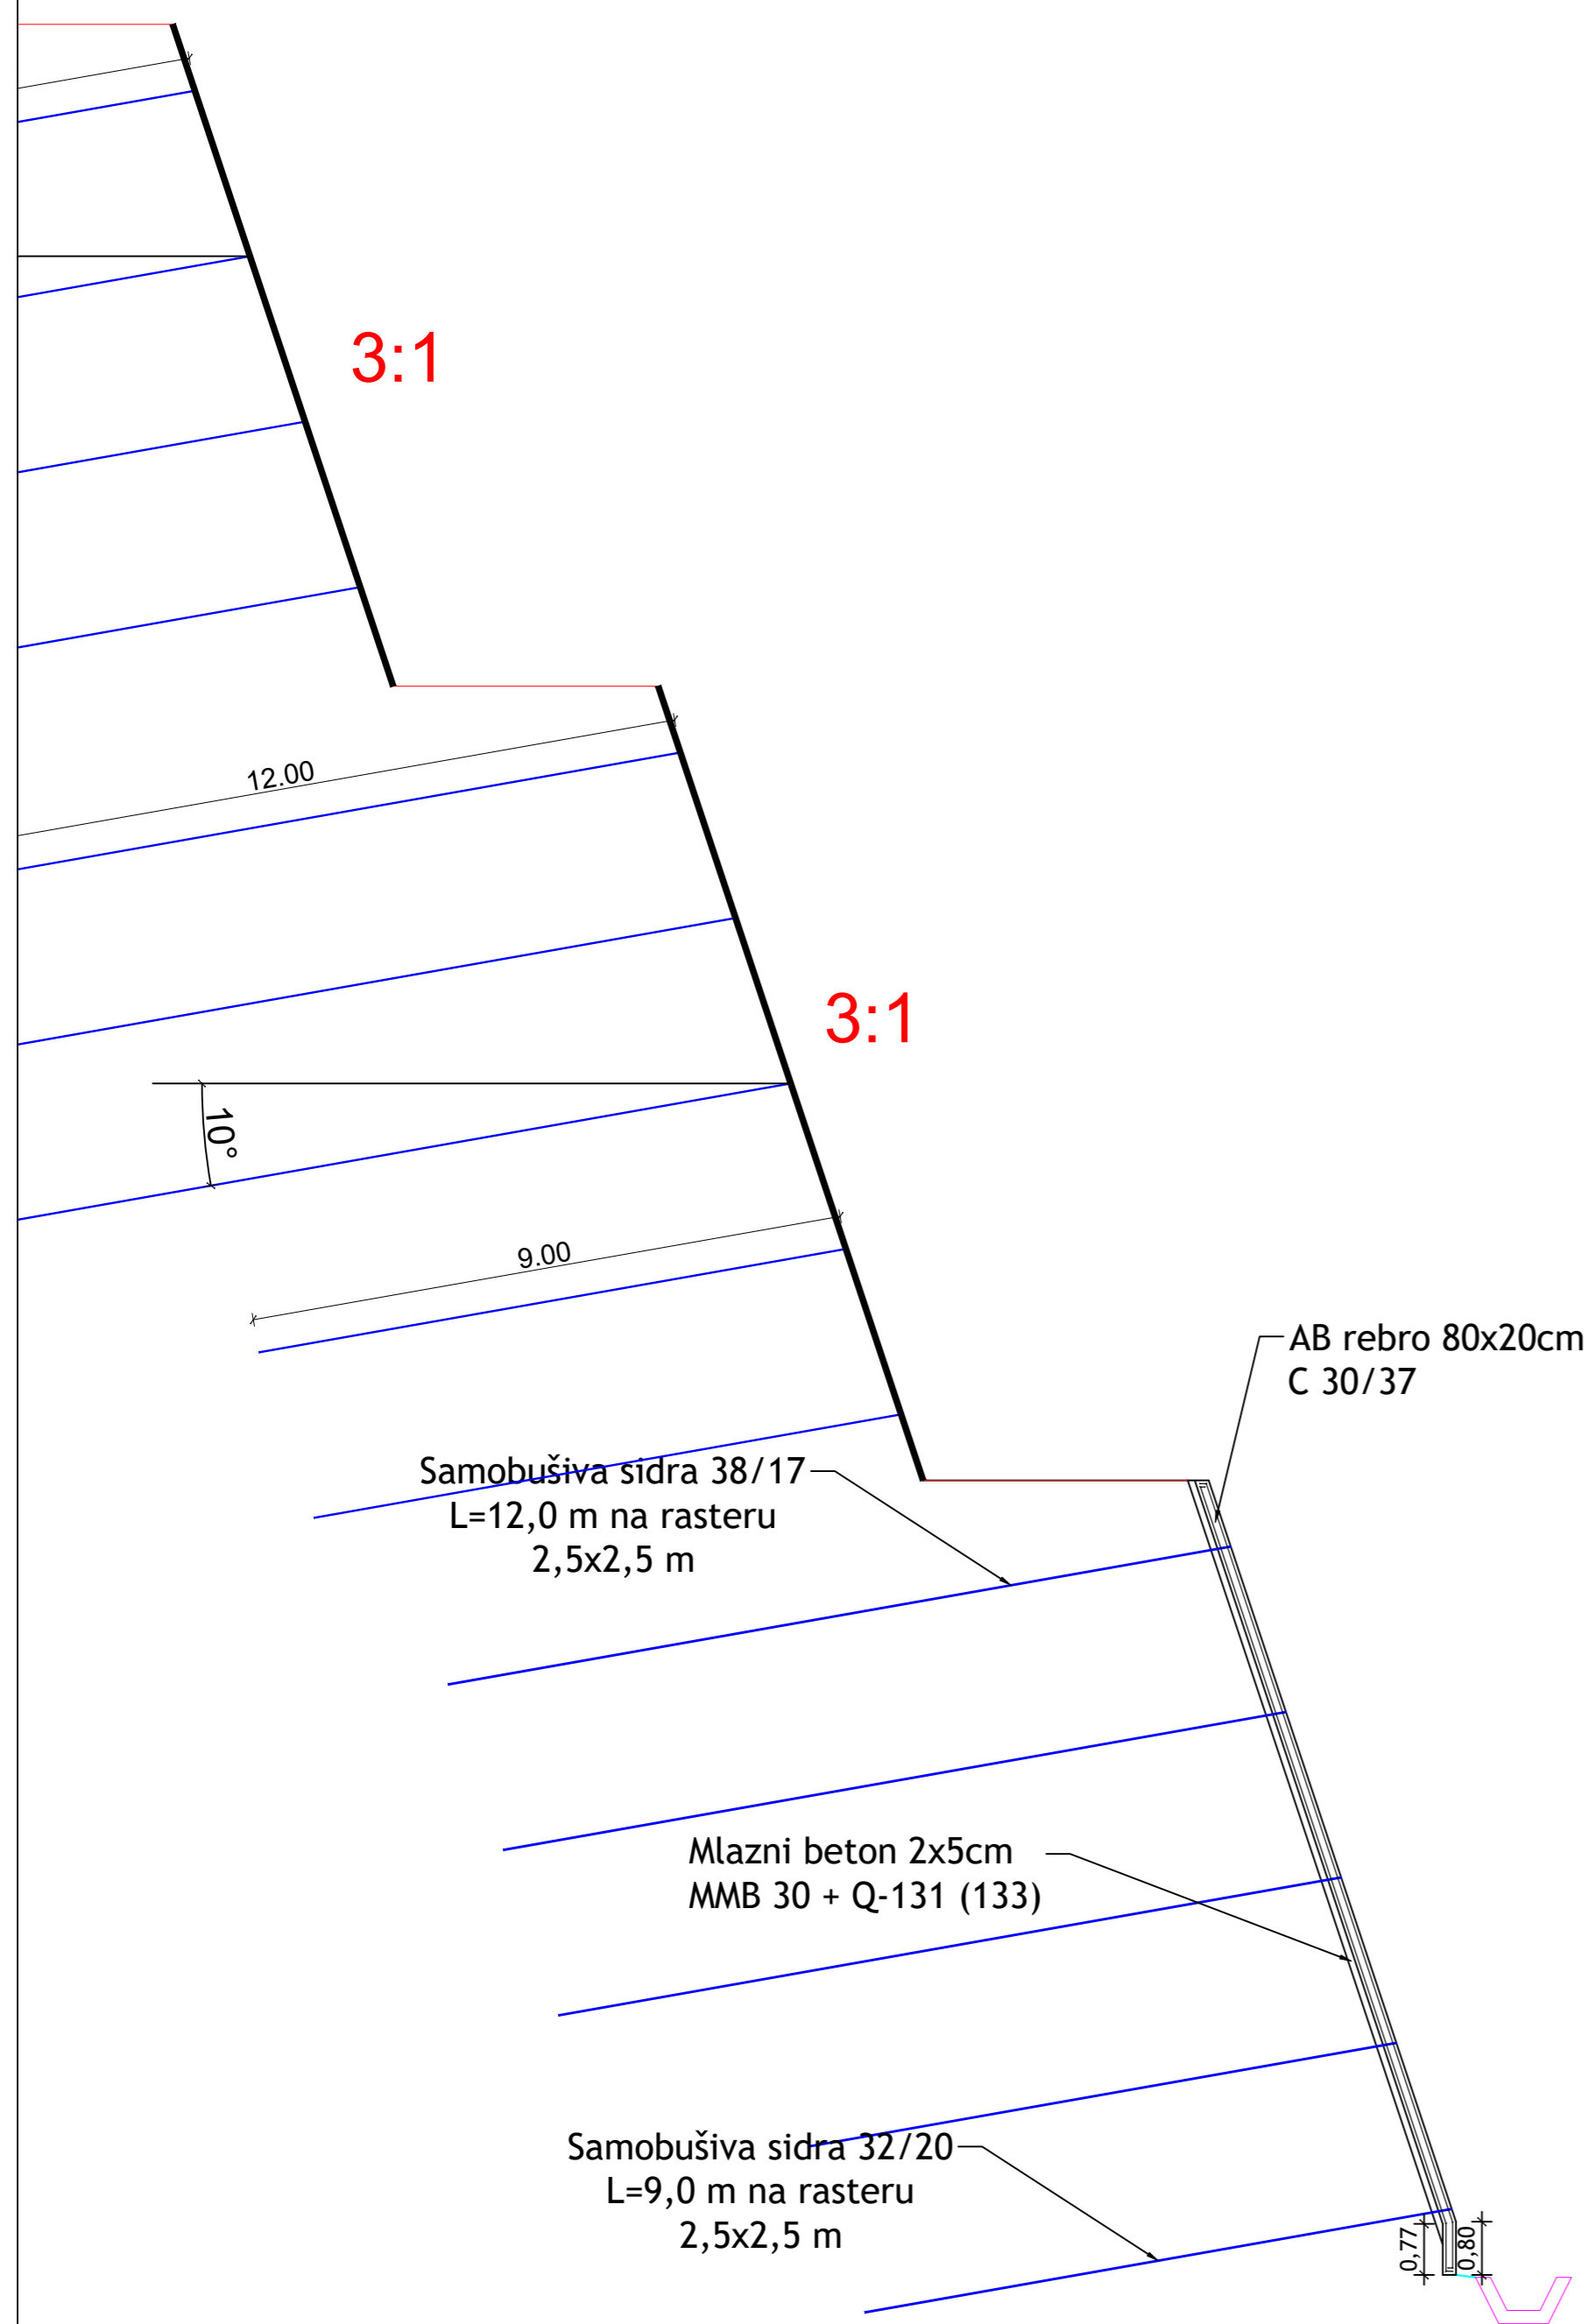 3:1
12.00
3:1
10°
9.00
AB rebro 80x20cm
C 30/37
Samobušiva sidra 38/17
L=12,0 m na rasteru
2,5x2,5 m
Mlazni beton 2x5cm
MMB 30 + Q-131 (133)
Samobušiva sidra 32/20
L=9,0 m na rasteru
2,5x2,5 m
0,77
0,80